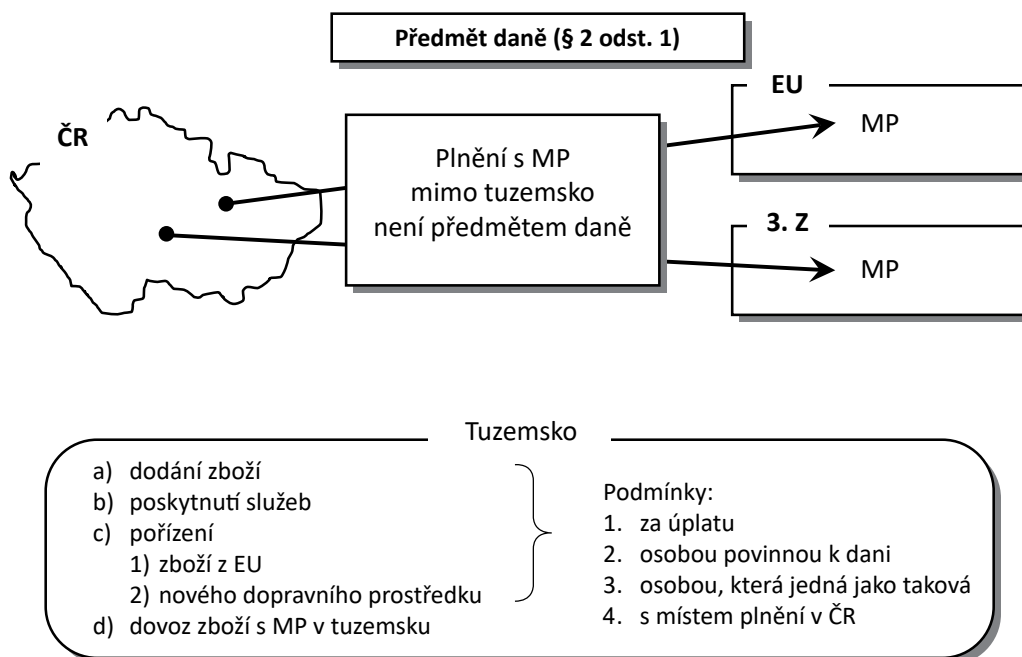 Předmět daně (§ 2 odst. 1)
ČR
Plnění s MP
mimo tuzemsko
není předmětem daně
EU
MP
3. Z
MP
Tuzemsko
a) dodání zboží
b) poskytnutí služeb
c) pořízení
1) zboží z EU
2) nového dopravního prostředku
d) dovoz zboží s MP v tuzemsku
Podmínky:
1. za úplatu
2. osobou povinnou k dani
3. osobou, která jedná jako taková
4. s místem plnění v ČR